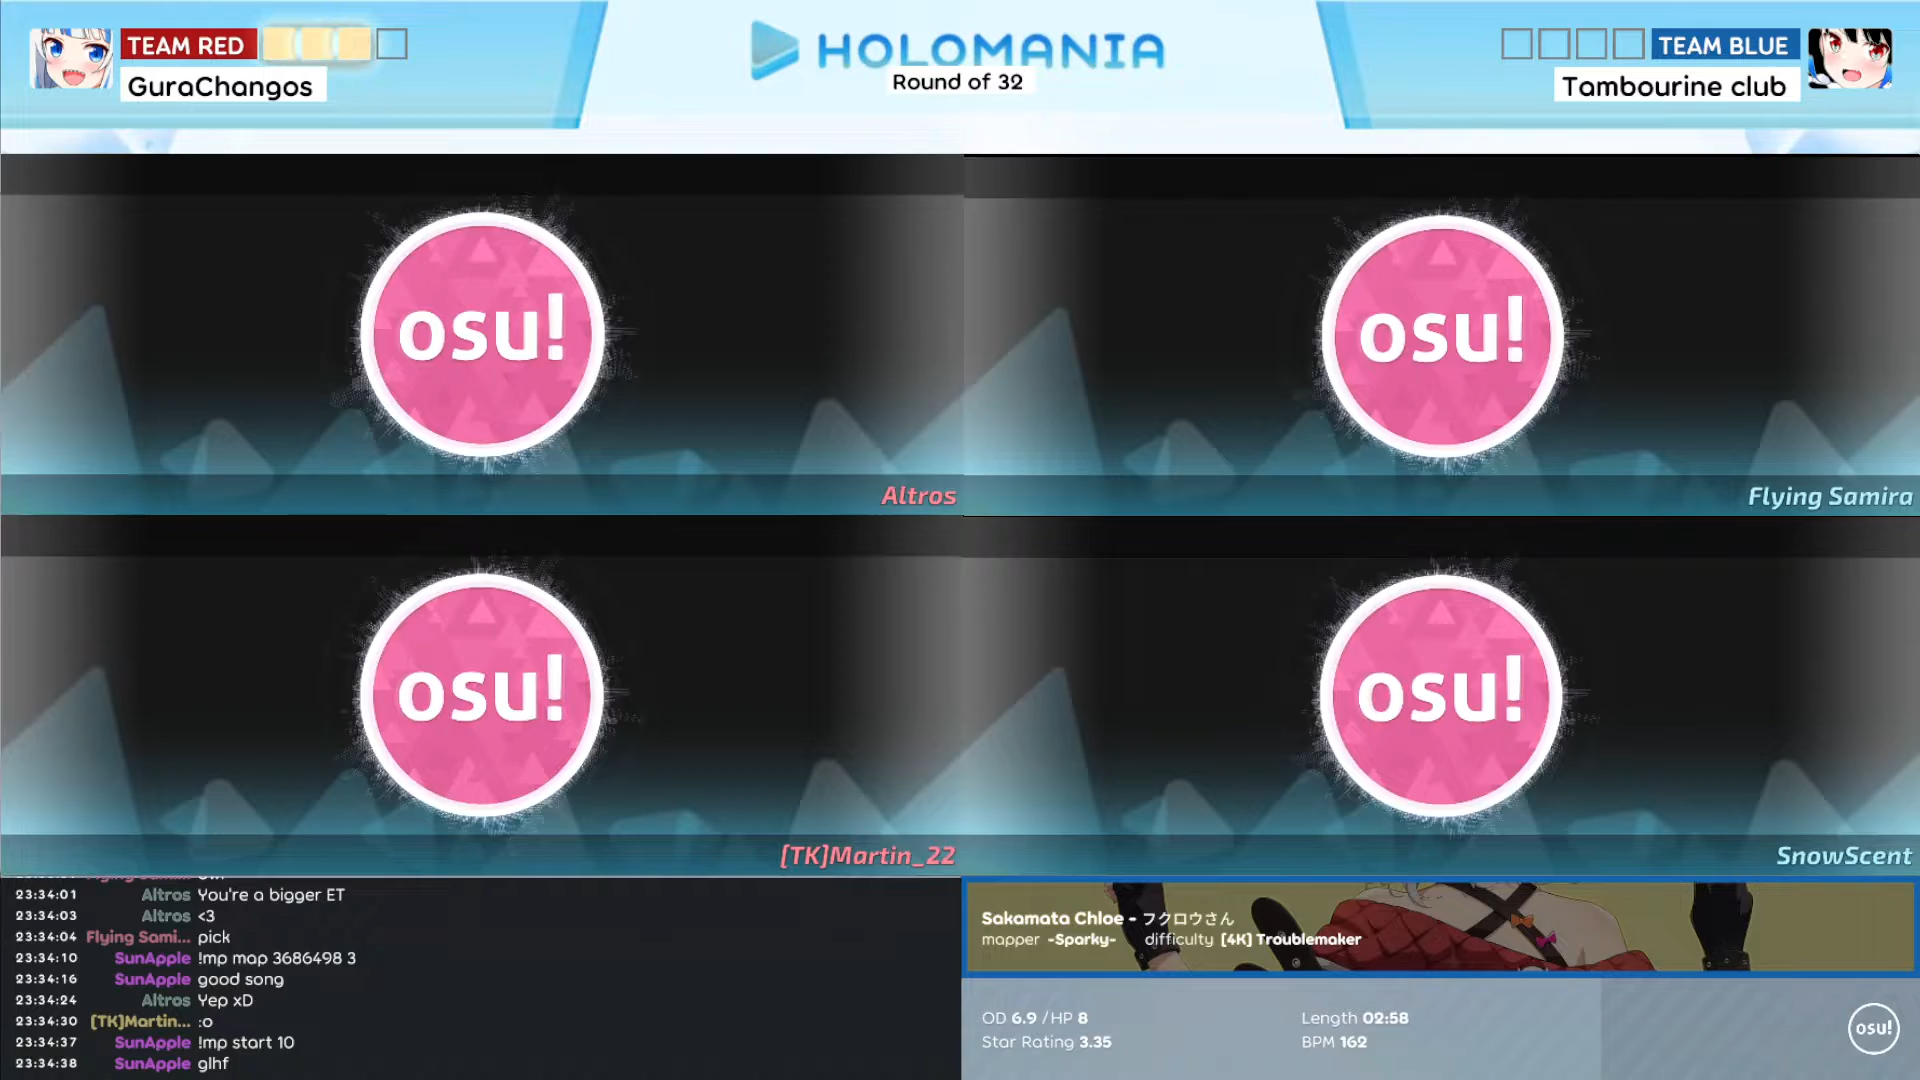 TEAM RED
GuraChangos
HOLOMANIA
Round of 32
TEAM BLUE
Tambourine club
osu!
Altros
osu!
Flying Samira
osu!
[TK]Martin_22
osu!
SnowScent
23:34:01 Altros You're a bigger ET
23:34:03 Altros <3
23:34:04 Flying Sami... pick
23:34:10 SunApple !mp map 3686498 3
23:34:16 SunApple good song
23:34:24 Altros Yep xD
23:34:30 [TK]Martin... :o
23:34:37 SunApple !mp start 10
23:34:38 SunApple glhf
Sakamata Chloe - フクロウさん
mapper -Sparky- difficulty [4K] Troublemaker
OD 6.9 / HP 8
Star Rating 3.35
Length 02:58
BPM 162
osu!